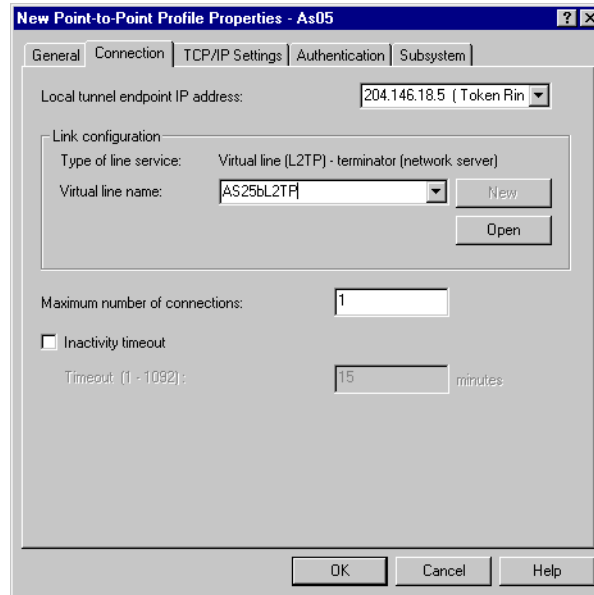 New Point-to-Point Profile Properties - As05
General Connection TCP/IP Settings Authentication Subsystem
Local tunnel endpoint IP address: 204.146.18.5 ( Token Rin
Link configuration
Type of line service: Virtual line (L2TP) - terminator (network server)
Virtual line name: AS25bL2TP New
Open
Maximum number of connections: 1
Inactivity timeout
Timeout (1 - 1092) : 15 minutes
OK Cancel Help